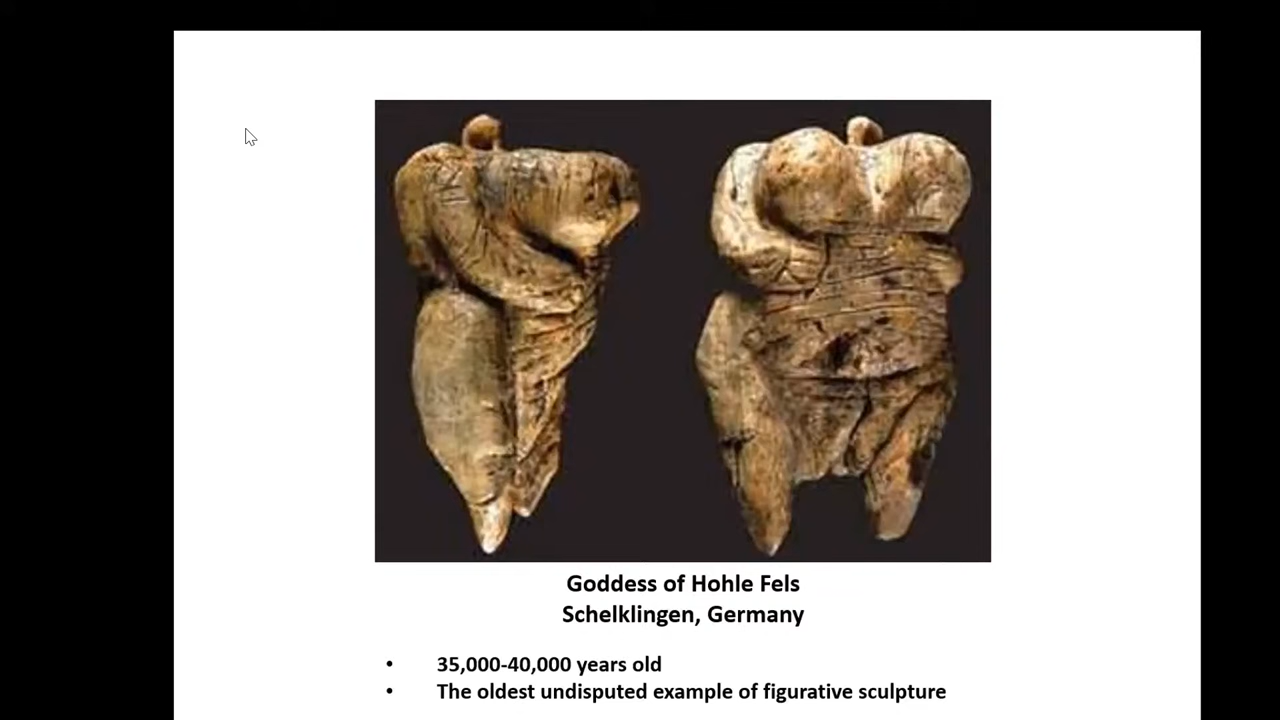 Goddess of Hohle Fels
Schelklingen, Germany
• 35,000-40,000 years old
• The oldest undisputed example of figurative sculpture